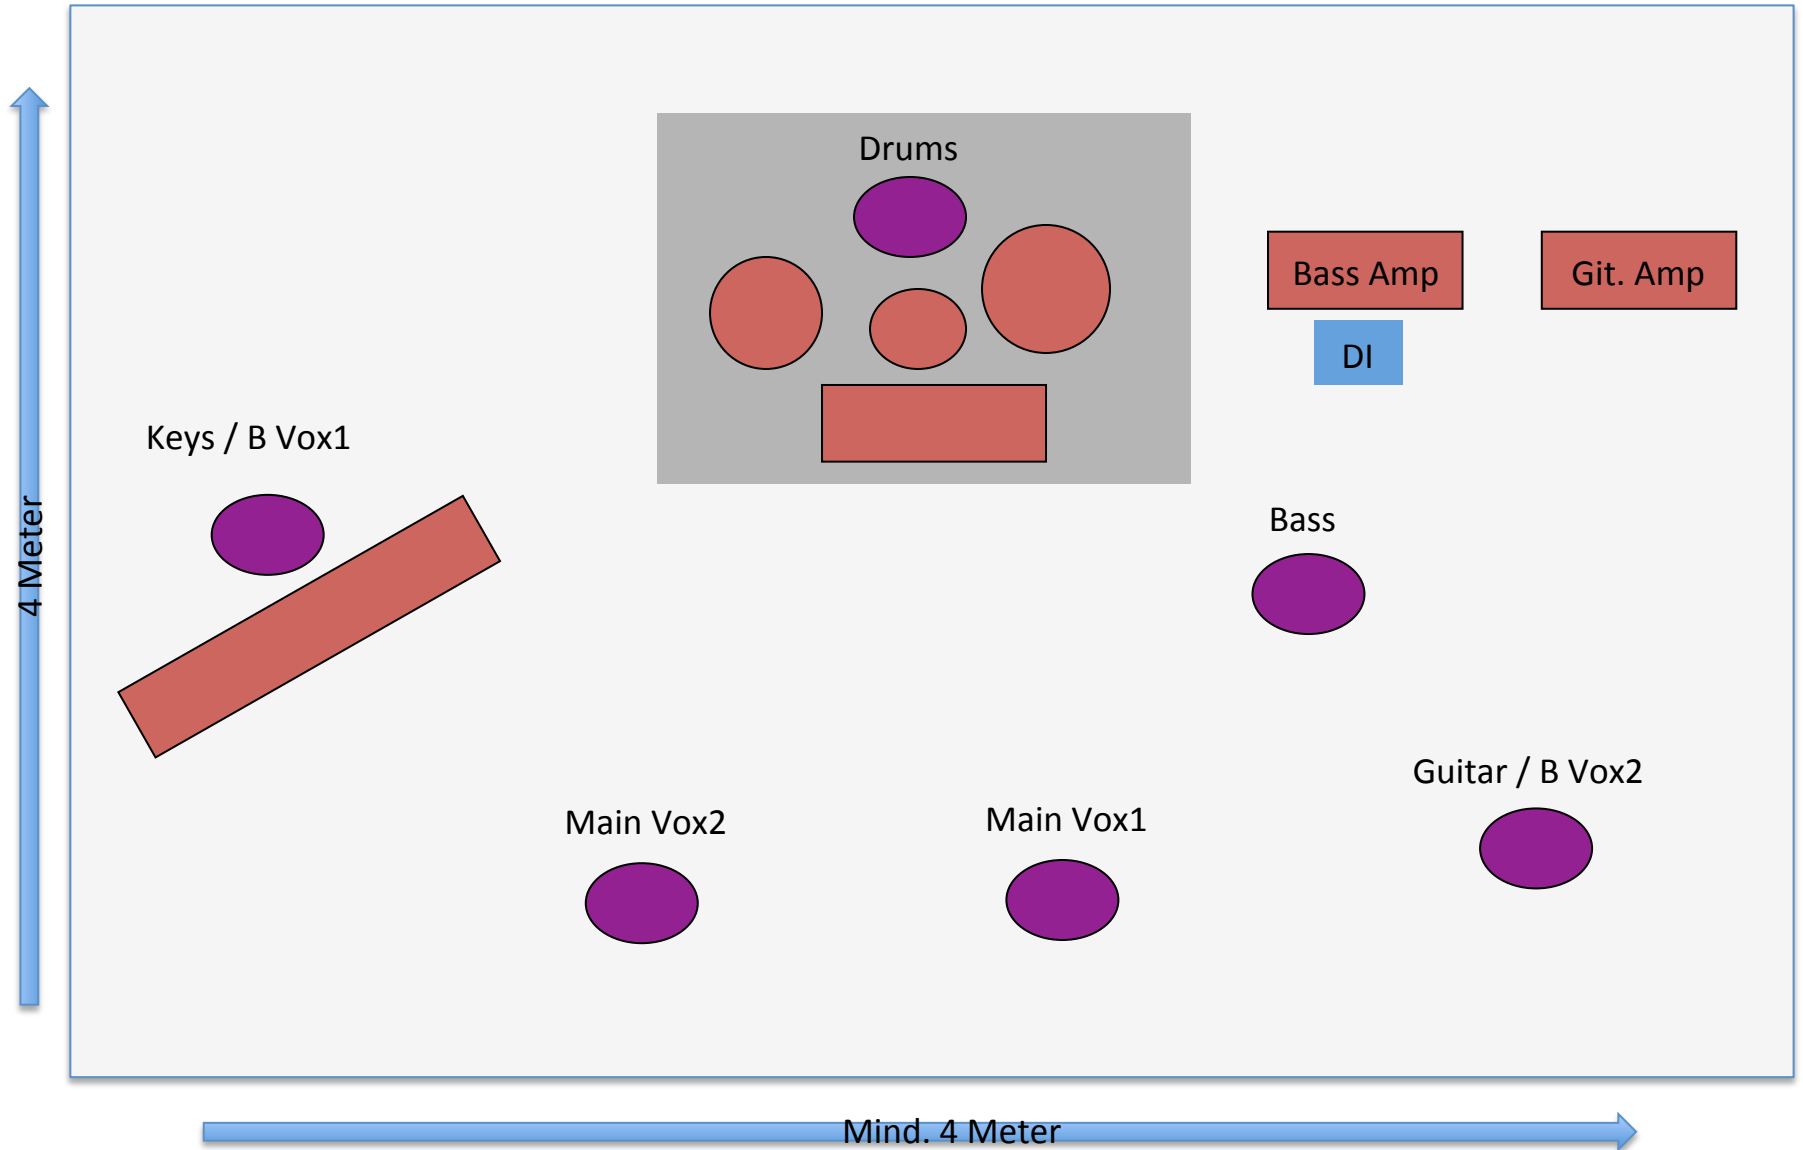 Drums
Bass Amp
Git. Amp
DI
Keys / B Vox1
4 Meter
Bass
Guitar / B Vox2
Main Vox2
Main Vox1
Mind. 4 Meter